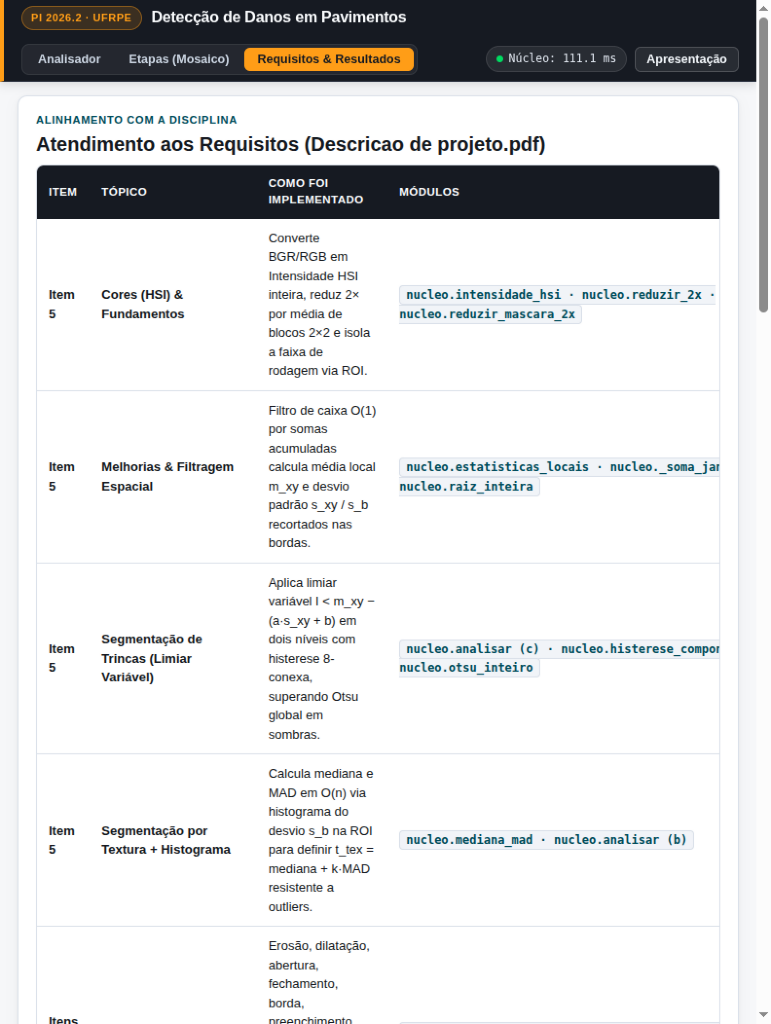 PI 2026.2 · UFRPE
Detecção de Danos em Pavimentos
Analisador
Etapas (Mosaico)
Requisitos & Resultados
Núcleo: 111.1 ms
Apresentação
ALINHAMENTO COM A DISCIPLINA
Atendimento aos Requisitos (Descricao de projeto.pdf)
ITEM
TÓPICO
COMO FOI
IMPLEMENTADO
MÓDULOS
Item
5
Cores (HSI) &
Fundamentos
Converte
BGR/RGB em
Intensidade HSI
inteira, reduz 2×
por média de
blocos 2×2 e isola
a faixa de
rodagem via ROI.
nucleo.intensidade_hsi · nucleo.reduzir_2x ·
nucleo.reduzir_mascara_2x
Item
5
Melhorias & Filtragem
Espacial
Filtro de caixa O(1)
por somas
acumuladas
calcula média local
m_xy e desvio
padrão s_xy / s_b
recortados nas
bordas.
nucleo.estatisticas_locais · nucleo._soma_jan
nucleo.raiz_inteira
Item
5
Segmentação de
Trincas (Limiar
Variável)
Aplica limiar
variável I < m_xy −
(a·s_xy + b) em
dois níveis com
histerese 8-
conexa,
superando Otsu
global em
sombras.
nucleo.analisar (c) · nucleo.histerese_compon
nucleo.otsu_inteiro
Item
5
Segmentação por
Textura + Histograma
Calcula mediana e
MAD em O(n) via
histograma do
desvio s_b na ROI
para definir t_tex =
mediana + k·MAD
resistente a
outliers.
nucleo.mediana_mad · nucleo.analisar (b)
Itens
Erosão, dilatação,
abertura,
fechamento,
borda,
preenchimento